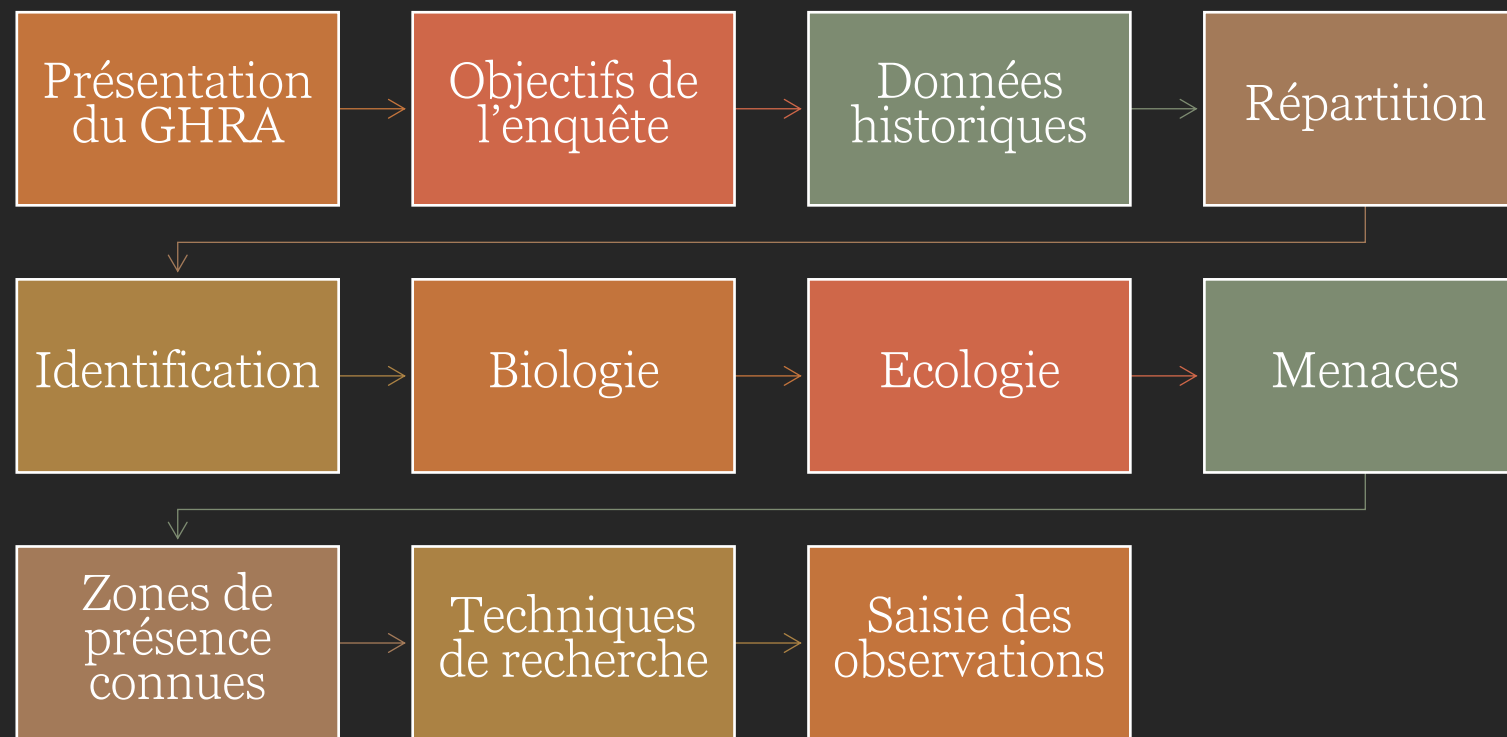 Présentation
du GHRA
Objectifs de
l’enquête
Données
historiques
Répartition
Identification
Biologie
Ecologie
Menaces
Zones de
présence
connues
Techniques
de recherche
Saisie des
observations